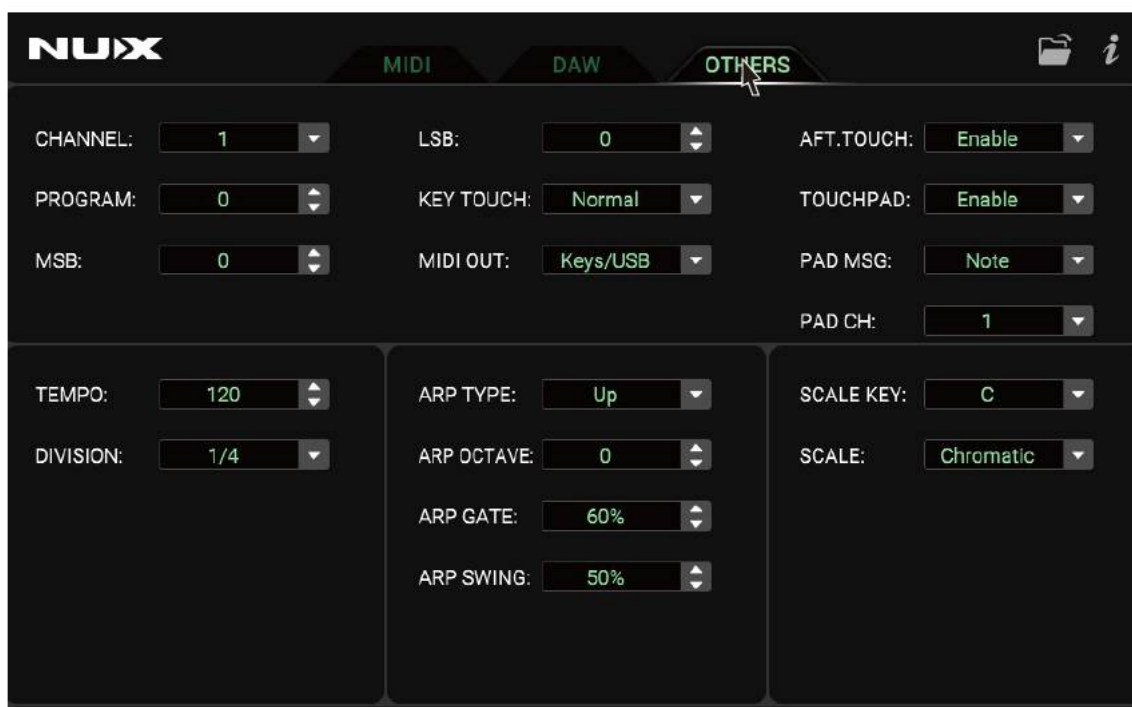 NUX
MIDI DAW OTHERS
CHANNEL: 1 LSB: 0 AFT.TOUCH: Enable
PROGRAM: 0 KEY TOUCH: Normal TOUCHPAD: Enable
MSB: 0 MIDI OUT: Keys/USB PAD MSG: Note
PAD CH: 1
TEMPO: 120 ARP TYPE: Up SCALE KEY: C
DIVISION: 1/4 ARP OCTAVE: 0 SCALE: Chromatic
ARP GATE: 60%
ARP SWING: 50%